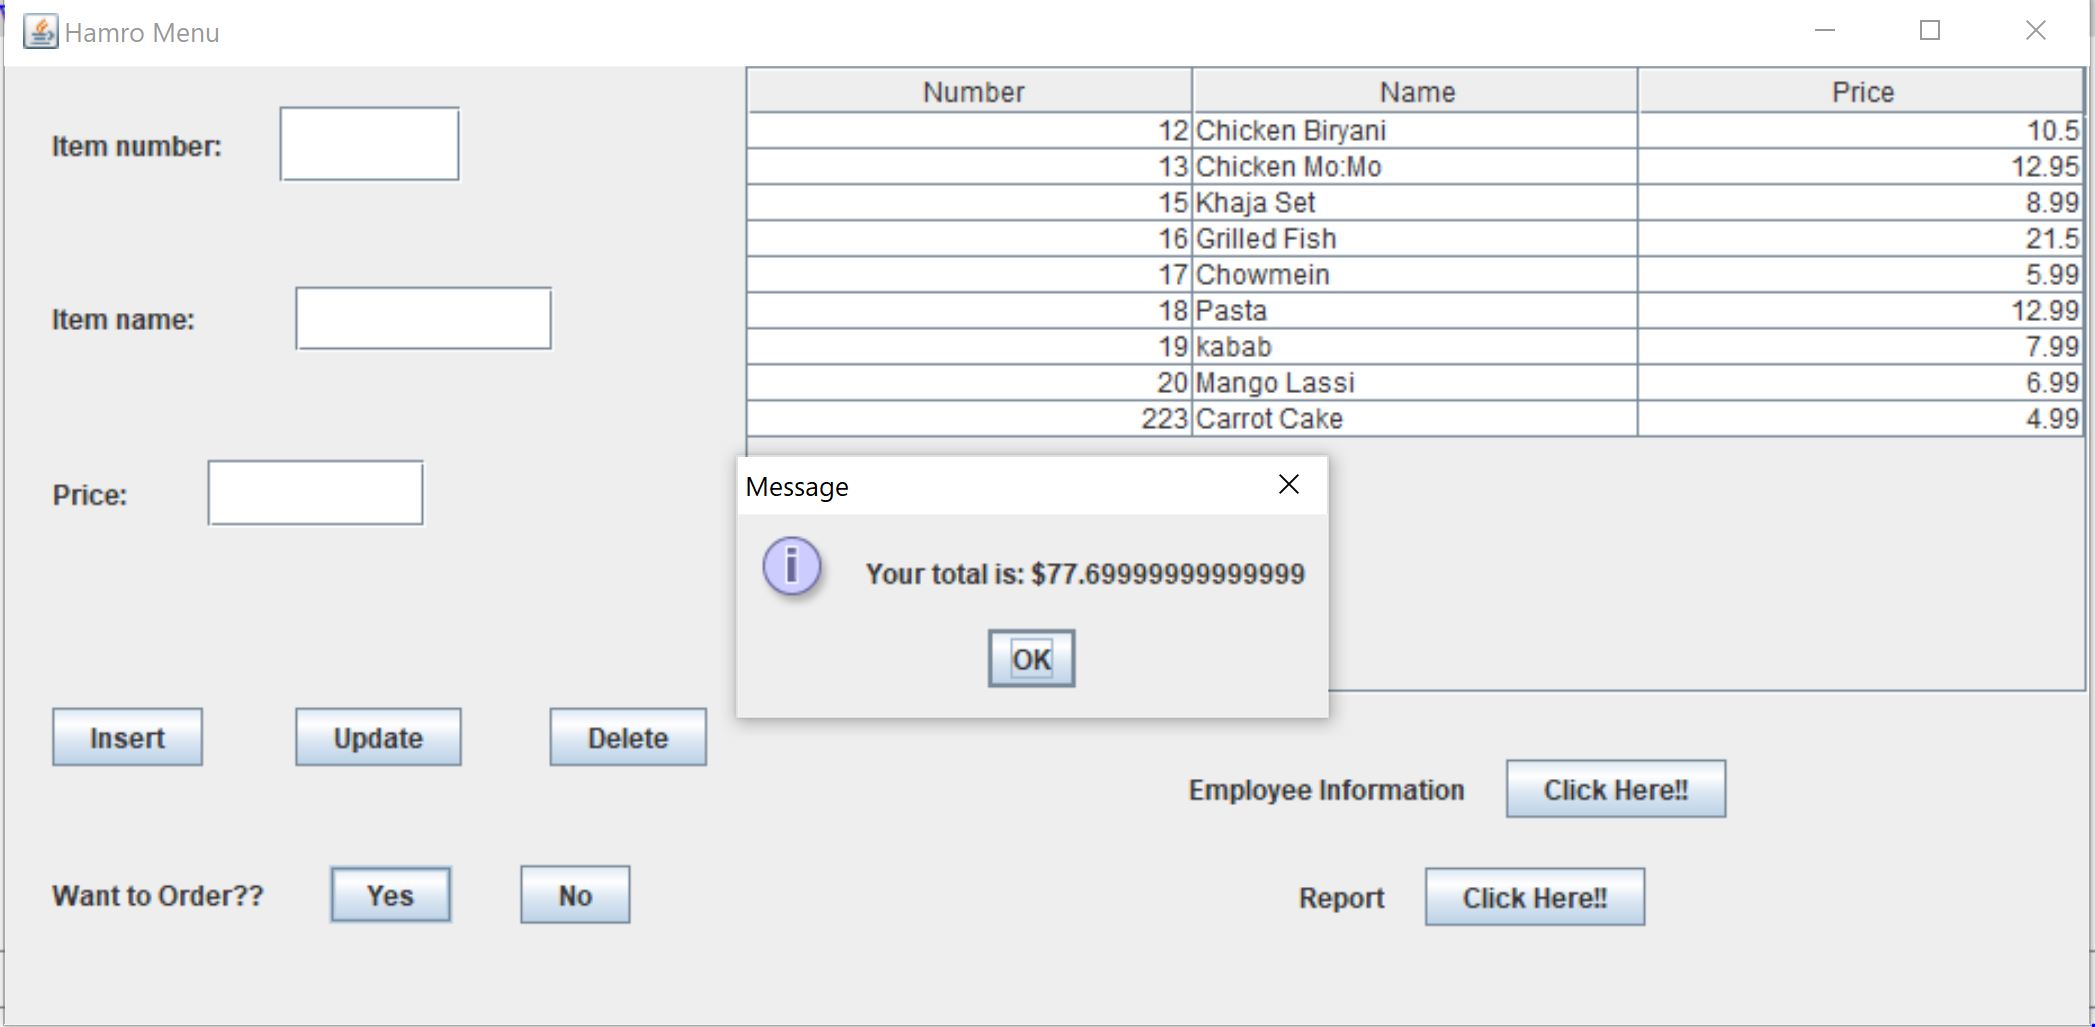 Hamro Menu
Number Name Price
12 Chicken Biryani 10.5
13 Chicken Mo:Mo 12.95
15 Khaja Set 8.99
16 Grilled Fish 21.5
17 Chowmein 5.99
18 Pasta 12.99
19 kabab 7.99
20 Mango Lassi 6.99
223 Carrot Cake 4.99
Item number:
Item name:
Price:
Message
Your total is: $77.69999999999999
OK
Insert Update Delete
Employee Information Click Here!!
Want to Order?? Yes No
Report Click Here!!